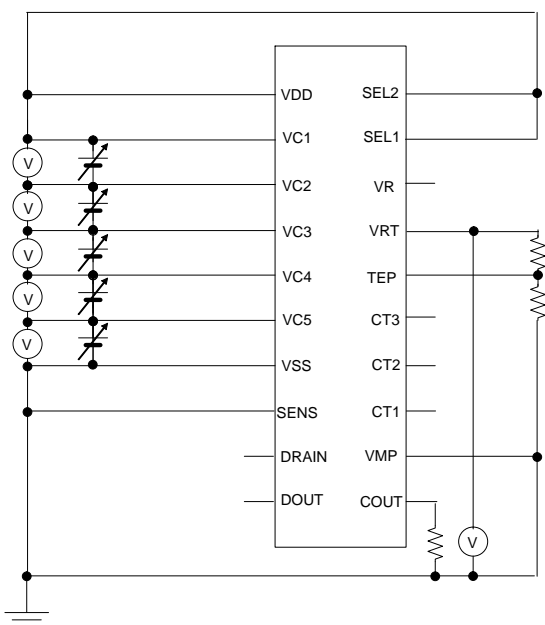 VDD
VC1
VC2
VC3
VC4
VC5
VSS
SENS
DRAIN
DOUT
SEL2
SEL1
VR
VRT
TEP
CT3
CT2
CT1
VMP
COUT
V
V
V
V
V
V